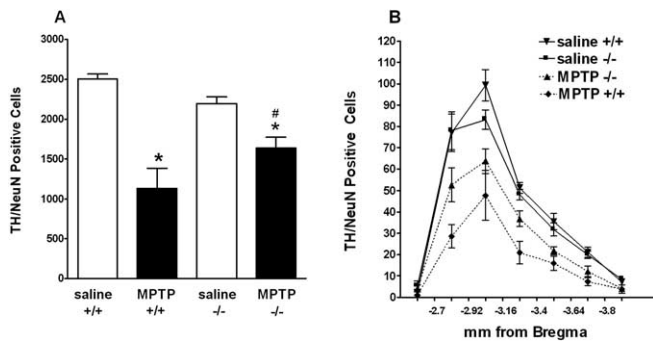 A
TH/NeuN Positive Cells
3000
2500
2000
1500
1000
500
0
*
#
*
saline +/+
MPTP +/+
saline -/-
MPTP -/-
B
TH/NeuN Positive Cells
120
110
100
90
80
70
60
50
40
30
20
10
0
saline +/+
saline -/-
MPTP -/-
MPTP +/+
-2.7 -2.92 -3.16 -3.4 -3.64 -3.8
mm from Bregma